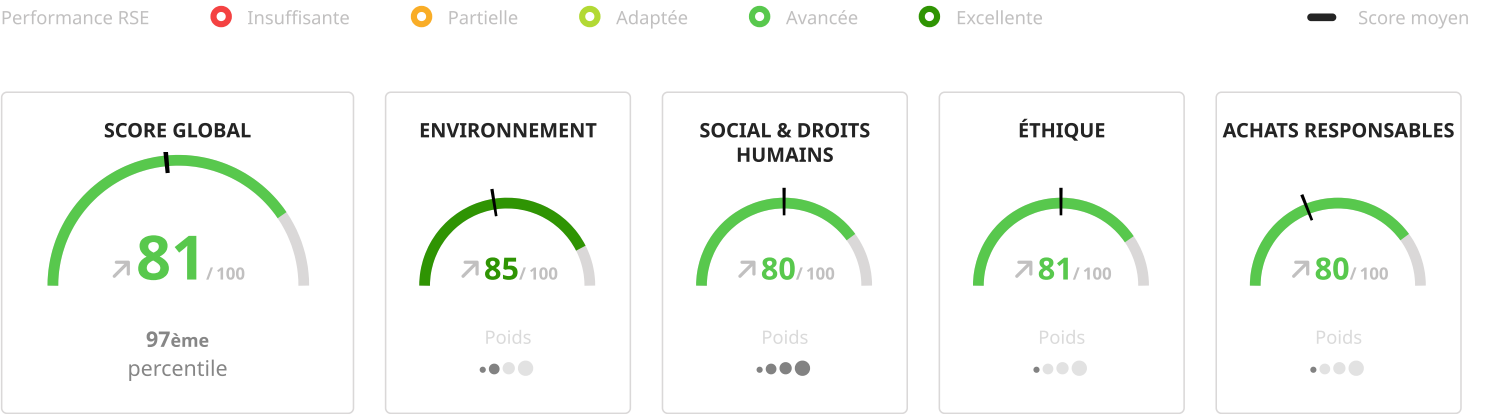 Performance RSE Insuffisante Partielle Adaptée Avancée Excellente Score moyen
SCORE GLOBAL
81 / 100
97ème
percentile
ENVIRONNEMENT
85 / 100
Poids
SOCIAL & DROITS
HUMAINS
80 / 100
Poids
ÉTHIQUE
81 / 100
Poids
ACHATS RESPONSABLES
80 / 100
Poids